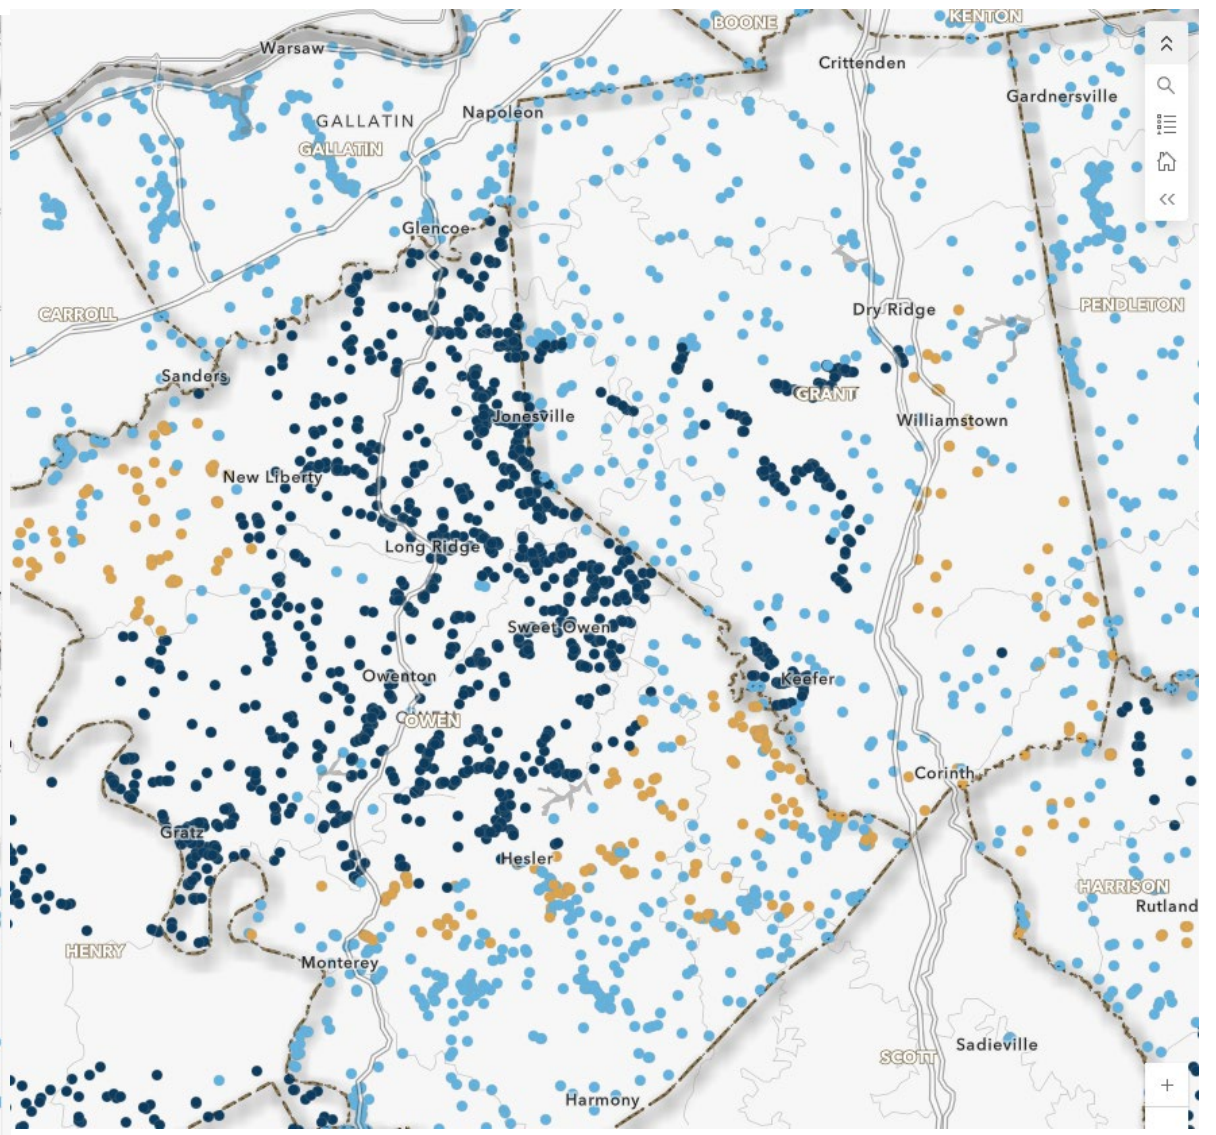 BOONE
KENTON
Warsaw
Crittenden
Gardnersville
Napoleon
GALLATIN
GALLATIN
Glencoe
CARROLL
Dry Ridge
PENDLETON
Sanders
GRANT
Jonesville
Williamstown
New Liberty
Long Ridge
Sweet Owen
Owenton
Keefer
OWEN
Corinth
Gratz
Hesler
HARRISON
Rutland
HENRY
Monterey
Sadieville
SCOTT
Harmony